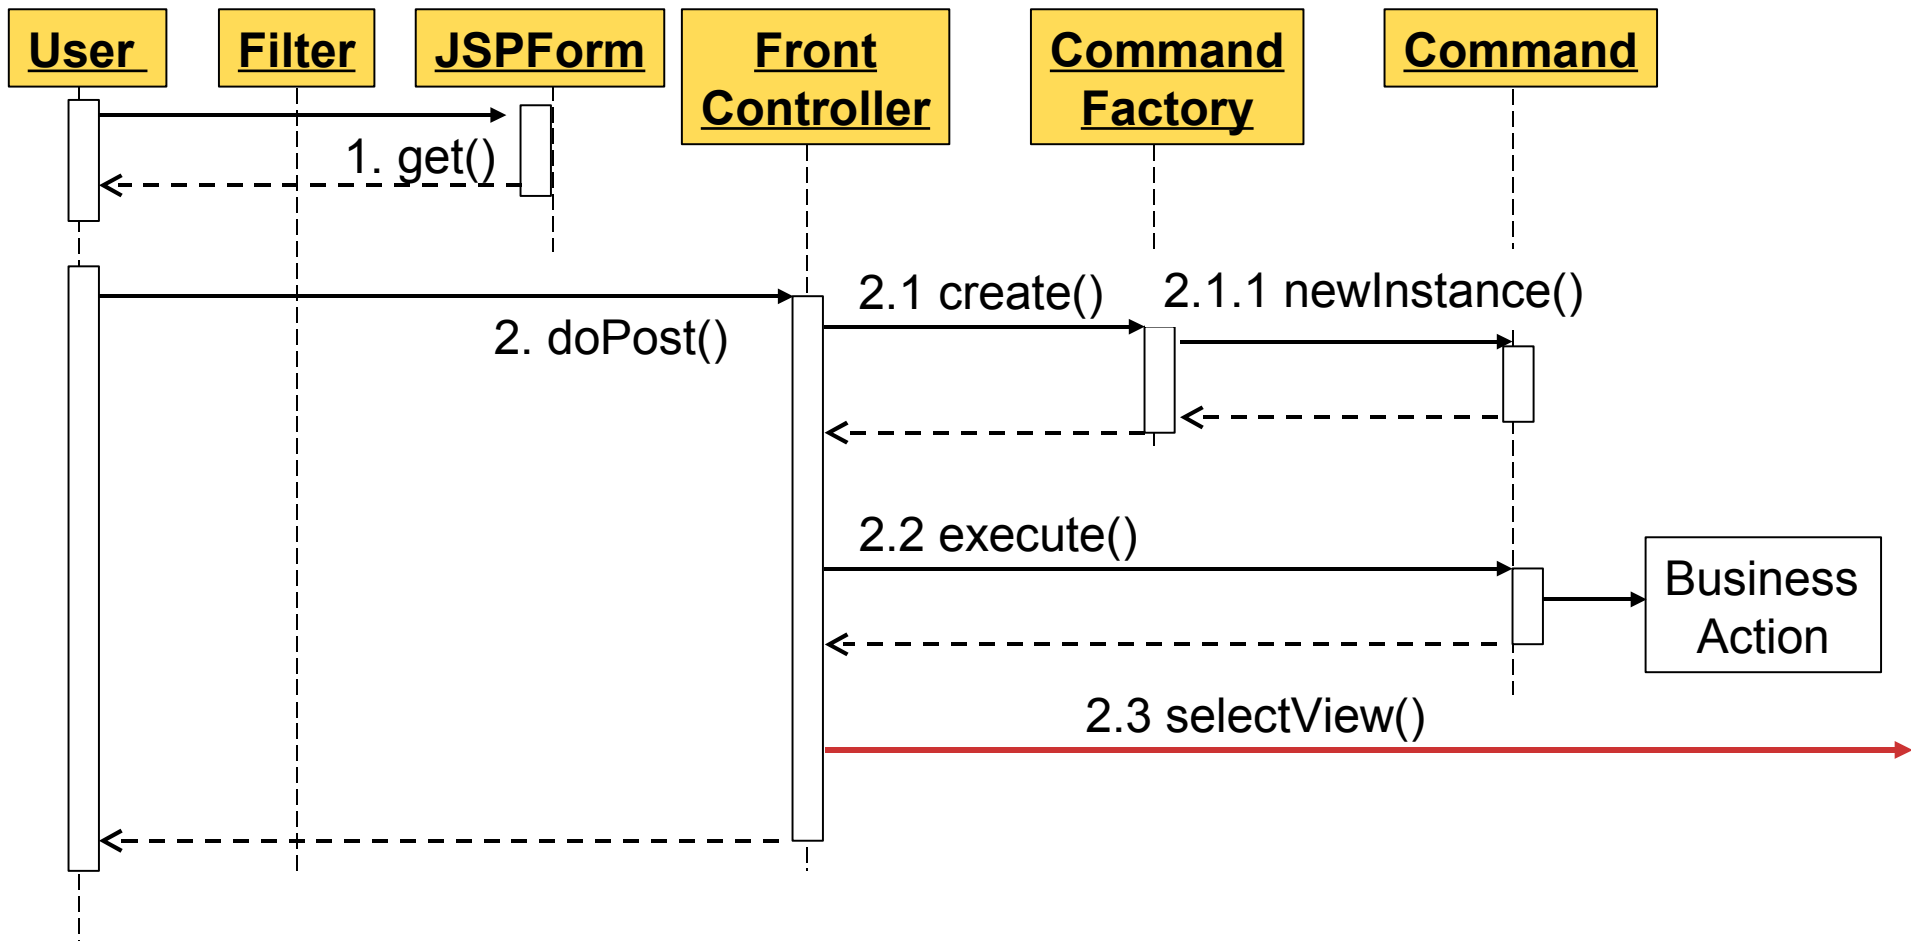 User
Filter
JSPForm
Front
Controller
Command
Factory
Command
1. get()
2. doPost()
2.1 create()
2.1.1 newInstance()
2.2 execute()
Business
Action
2.3 selectView()